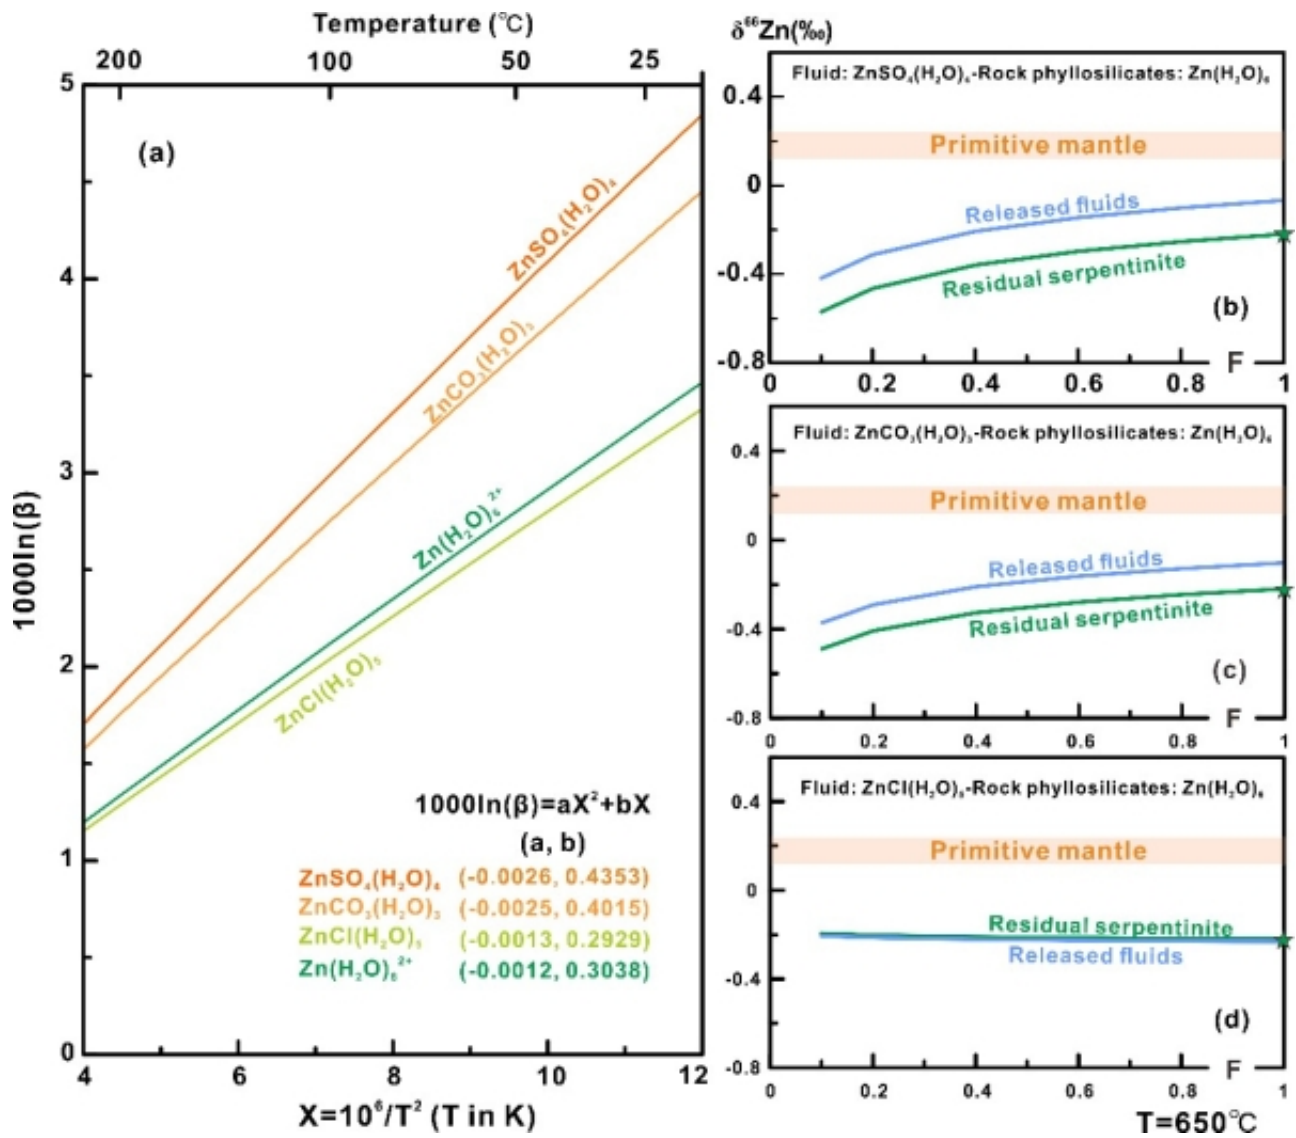 Temperature (℃)
200 100 50 25
5
4
3
2
1
0
1000ln(β)
(a)
ZnSO₄(H₂O)₄
ZnCO₃(H₂O)₃
Zn(H₂O)₆²⁺
ZnCl(H₂O)₅
1000ln(β)=aX²+bX
(a, b)
ZnSO₄(H₂O)₄ (-0.0026, 0.4353)
ZnCO₃(H₂O)₃ (-0.0025, 0.4015)
ZnCl(H₂O)₅ (-0.0013, 0.2929)
Zn(H₂O)₆²⁺ (-0.0012, 0.3038)
4 6 8 10 12
X=10⁶/T² (T in K)
δ⁶⁶Zn(‰)
Fluid: ZnSO₄(H₂O)₄-Rock phyllosilicates: Zn(H₂O)₆
0.4
Primitive mantle
0
Released fluids
-0.4
Residual serpentinite
(b)
-0.8
F
0 0.2 0.4 0.6 0.8 1
Fluid: ZnCO₃(H₂O)₃-Rock phyllosilicates: Zn(H₂O)₆
0.4
Primitive mantle
0
Released fluids
-0.4
Residual serpentinite
(c)
-0.8
F
0 0.2 0.4 0.6 0.8 1
Fluid: ZnCl(H₂O)₅-Rock phyllosilicates: Zn(H₂O)₆
0.4
Primitive mantle
0
Residual serpentinite
Released fluids
-0.4
(d)
-0.8
F
0 0.2 0.4 0.6 0.8 1
T=650℃